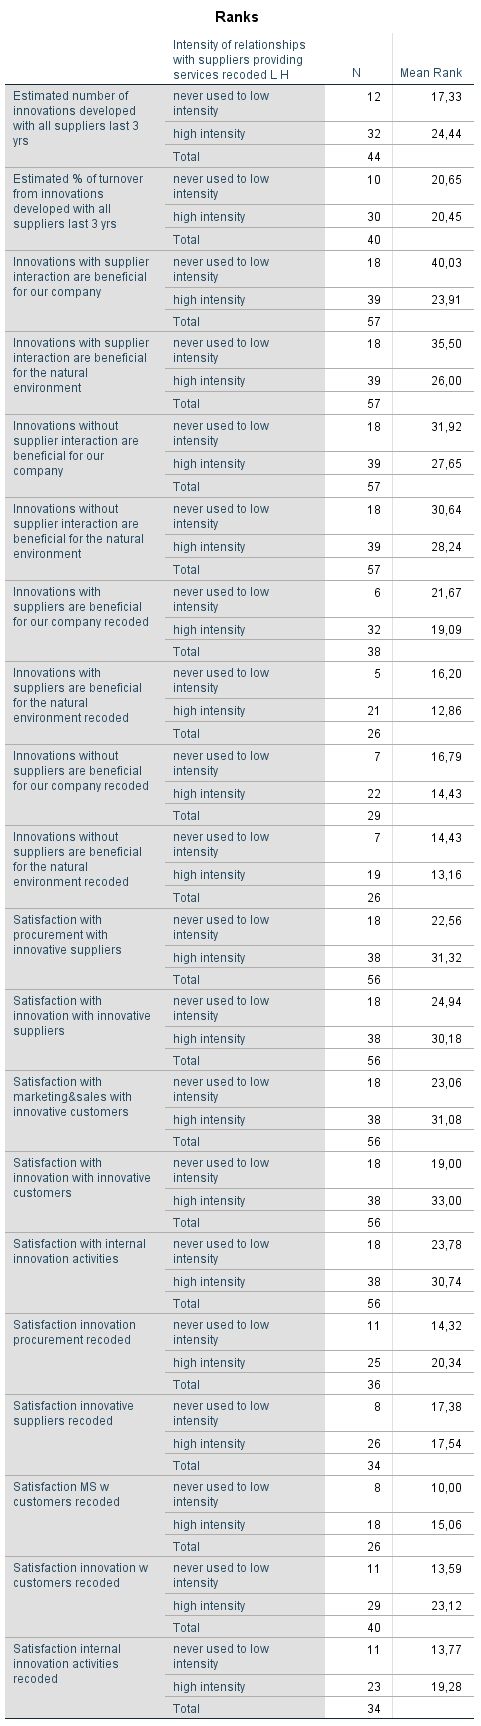 Ranks
Intensity of relationships
with suppliers providing
services recoded L H
N
Mean Rank
Estimated number of
innovations developed
with all suppliers last 3
yrs
never used to low
intensity
12
17,33
high intensity
32
24,44
Total
44
Estimated % of turnover
from innovations
developed with all
suppliers last 3 yrs
never used to low
intensity
10
20,65
high intensity
30
20,45
Total
40
Innovations with supplier
interaction are beneficial
for our company
never used to low
intensity
18
40,03
high intensity
39
23,91
Total
57
Innovations with supplier
interaction are beneficial
for the natural
environment
never used to low
intensity
18
35,50
high intensity
39
26,00
Total
57
Innovations without
supplier interaction are
beneficial for our
company
never used to low
intensity
18
31,92
high intensity
39
27,65
Total
57
Innovations without
supplier interaction are
beneficial for the natural
environment
never used to low
intensity
18
30,64
high intensity
39
28,24
Total
57
Innovations with
suppliers are beneficial
for our company recoded
never used to low
intensity
6
21,67
high intensity
32
19,09
Total
38
Innovations with
suppliers are beneficial
for the natural
environment recoded
never used to low
intensity
5
16,20
high intensity
21
12,86
Total
26
Innovations without
suppliers are beneficial
for our company recoded
never used to low
intensity
7
16,79
high intensity
22
14,43
Total
29
Innovations without
suppliers are beneficial
for the natural
environment recoded
never used to low
intensity
7
14,43
high intensity
19
13,16
Total
26
Satisfaction with
procurement with
innovative suppliers
never used to low
intensity
18
22,56
high intensity
38
31,32
Total
56
Satisfaction with
innovation with innovative
suppliers
never used to low
intensity
18
24,94
high intensity
38
30,18
Total
56
Satisfaction with
marketing&sales with
innovative customers
never used to low
intensity
18
23,06
high intensity
38
31,08
Total
56
Satisfaction with
innovation with innovative
customers
never used to low
intensity
18
19,00
high intensity
38
33,00
Total
56
Satisfaction with internal
innovation activities
never used to low
intensity
18
23,78
high intensity
38
30,74
Total
56
Satisfaction innovation
procurement recoded
never used to low
intensity
11
14,32
high intensity
25
20,34
Total
36
Satisfaction innovative
suppliers recoded
never used to low
intensity
8
17,38
high intensity
26
17,54
Total
34
Satisfaction MS w
customers recoded
never used to low
intensity
8
10,00
high intensity
18
15,06
Total
26
Satisfaction innovation w
customers recoded
never used to low
intensity
11
13,59
high intensity
29
23,12
Total
40
Satisfaction internal
innovation activities
recoded
never used to low
intensity
11
13,77
high intensity
23
19,28
Total
34